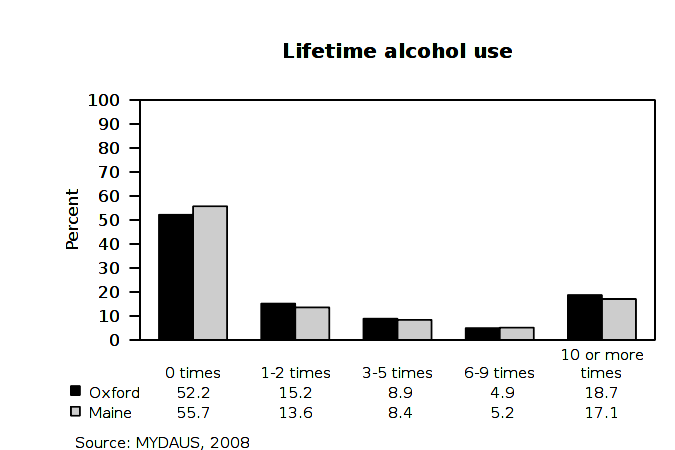 Lifetime alcohol use
100
90
80
70
60
50
40
30
20
10
0
Percent
0 times 1-2 times 3-5 times 6-9 times 10 or more times
Oxford 52.2 15.2 8.9 4.9 18.7
Maine 55.7 13.6 8.4 5.2 17.1
Source: MYDAUS, 2008